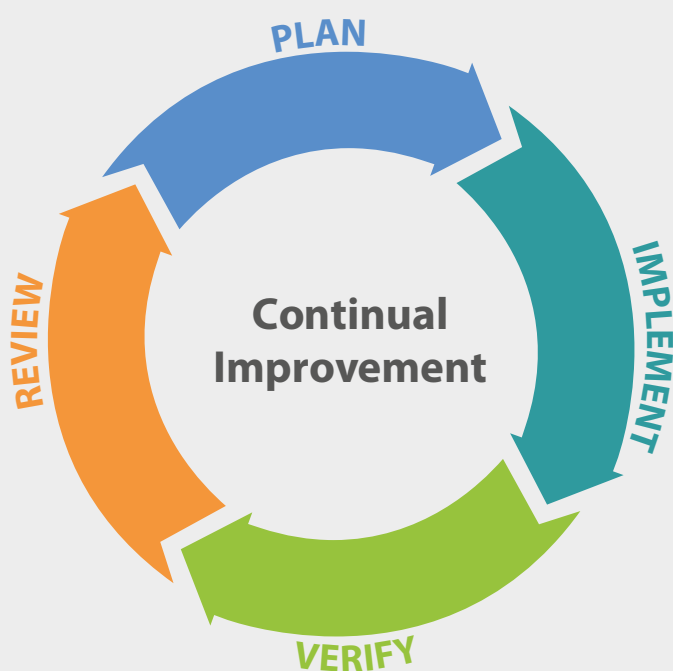 PLAN
IMPLEMENT
VERIFY
REVIEW
Continual
Improvement